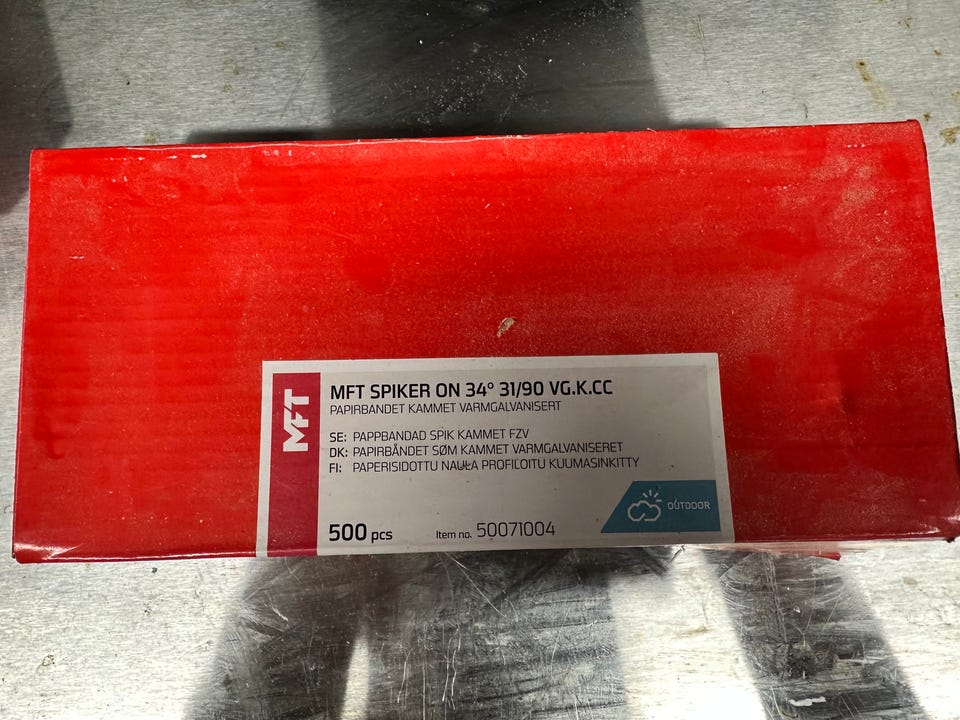 MFT
MFT SPIKER ON 34° 31/90 VG.K.CC
PAPIRBANDET KAMMET VARMGALVANISERT
SE: PAPPBANDAD SPIK KAMMET FZV
DK: PAPIRBÅNDET SØM KAMMET VARMGALVANISERET
FI: PAPERISIDOTTU NAULA PROFILOITU KUUMASINKITTY
OUTDOOR
500 pcs Item no. 50071004